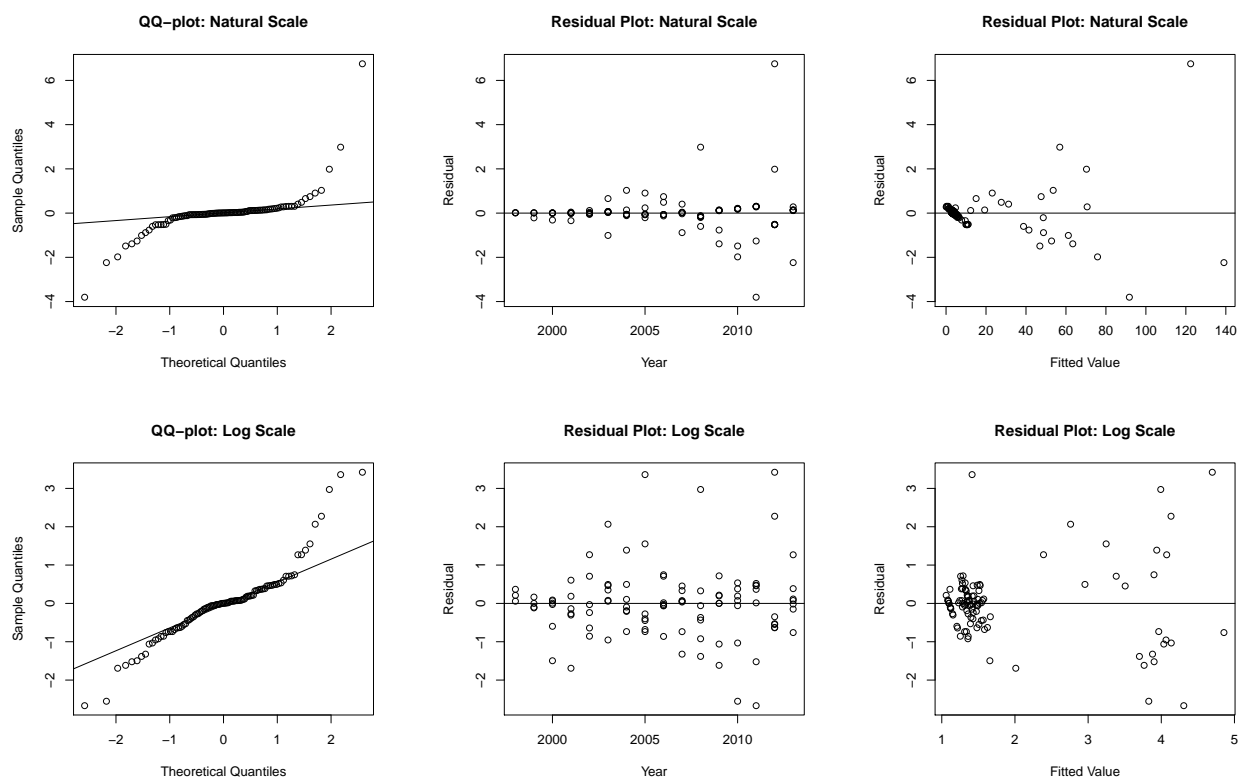 QQ−plot: Natural Scale
Sample Quantiles
6
4
2
0
−2
−4
−2 −1 0 1 2
Theoretical Quantiles
Residual Plot: Natural Scale
Residual
6
4
2
0
−2
−4
2000 2005 2010
Year
Residual Plot: Natural Scale
Residual
6
4
2
0
−2
−4
0 20 40 60 80 100 120 140
Fitted Value
QQ−plot: Log Scale
Sample Quantiles
3
2
1
0
−1
−2
−2 −1 0 1 2
Theoretical Quantiles
Residual Plot: Log Scale
Residual
3
2
1
0
−1
−2
2000 2005 2010
Year
Residual Plot: Log Scale
Residual
3
2
1
0
−1
−2
1 2 3 4 5
Fitted Value